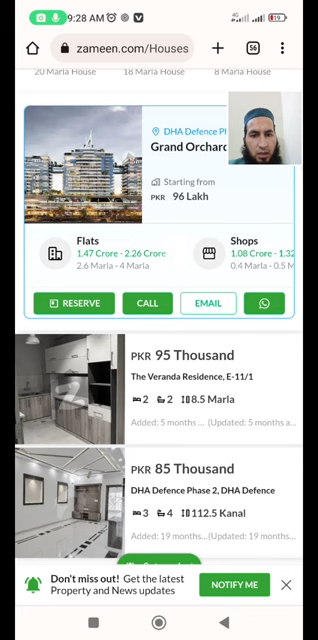 9:28 AM
4G
19
zameen.com/Houses
56
20 Marla House
18 Marla House
8 Marla House
DHA Defence Ph
Grand Orchard
Starting from
PKR 96 Lakh
Flats
1.47 Crore - 2.26 Crore
2.6 Marla - 4 Marla
Shops
1.08 Crore - 1.32
0.4 Marla - 0.5 M
RESERVE
CALL
EMAIL
PKR 95 Thousand
The Veranda Residence, E-11/1
2 2 8.5 Marla
Added: 5 months ... (Updated: 5 months a...
PKR 85 Thousand
DHA Defence Phase 2, DHA Defence
3 4 112.5 Kanal
Added: 19 months...(Updated: 19 months...
Don't miss out! Get the latest
Property and News updates
NOTIFY ME